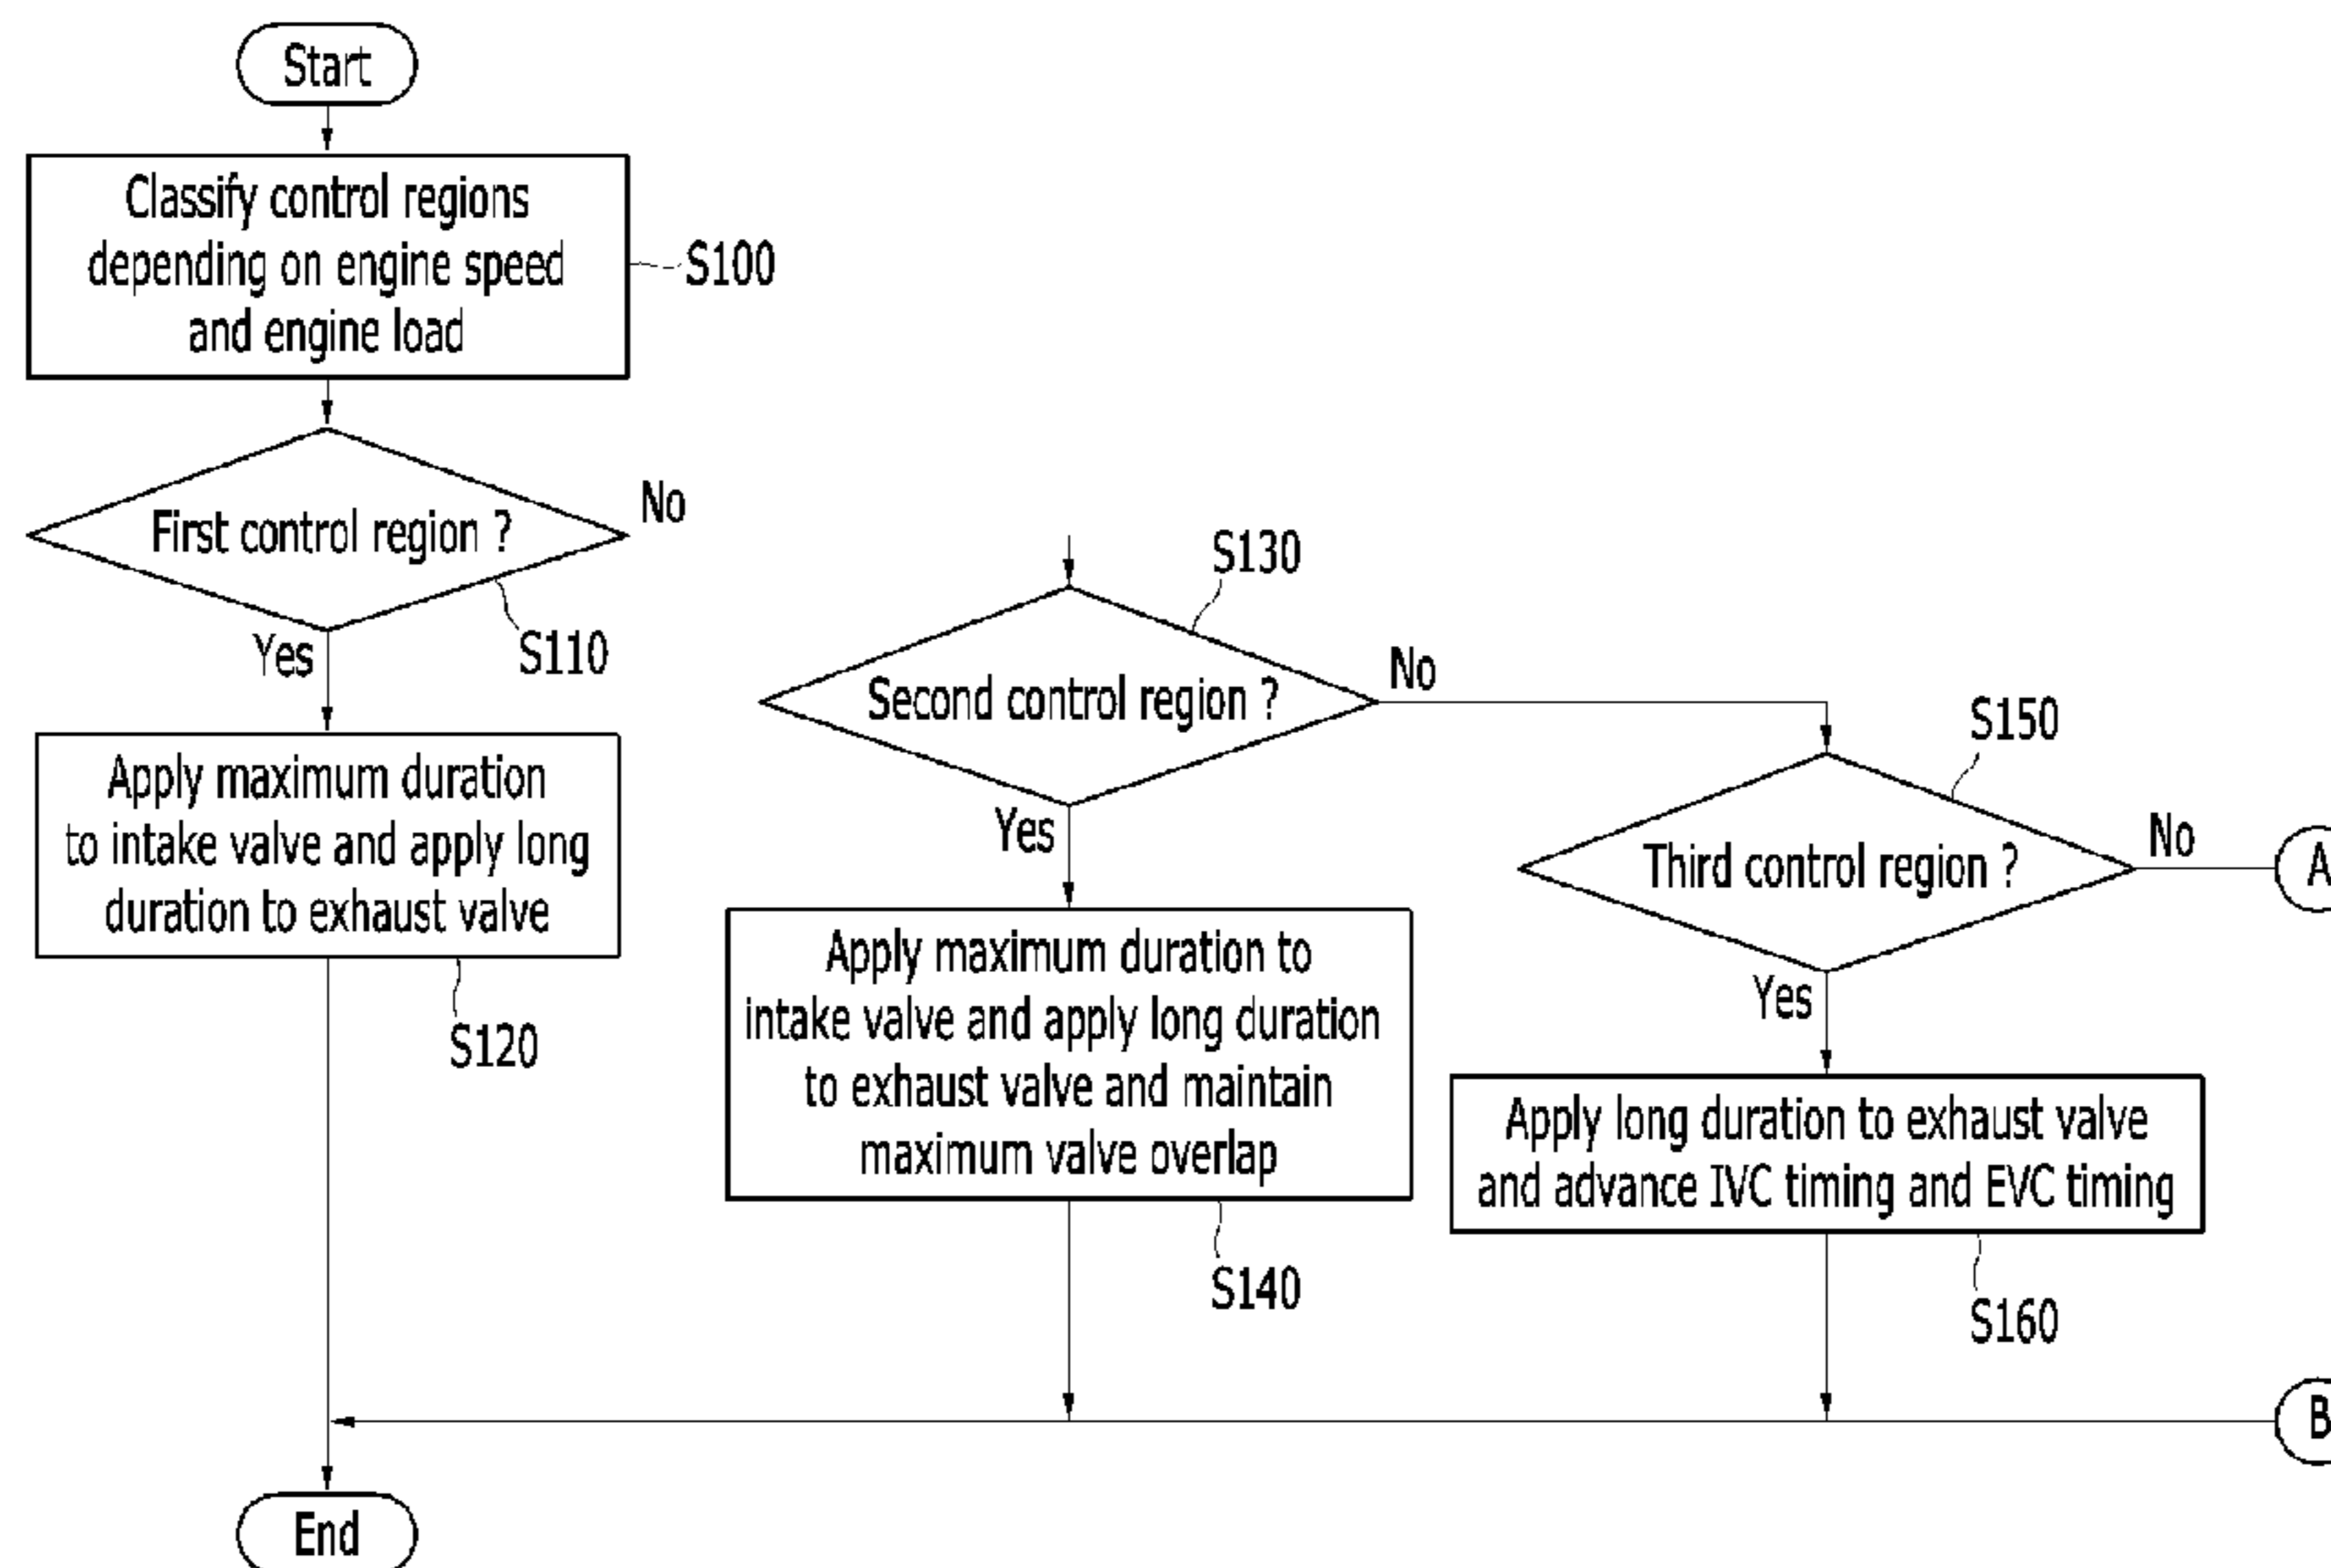 Start
Classify control regions
depending on engine speed
and engine load
S100
First control region ?
No
Yes
S110
Apply maximum duration
to intake valve and apply long
duration to exhaust valve
S120
S130
Second control region ?
No
Yes
Apply maximum duration to
intake valve and apply long duration
to exhaust valve and maintain
maximum valve overlap
S140
S150
Third control region ?
No
A
Yes
Apply long duration to exhaust valve
and advance IVC timing and EVC timing
S160
B
End